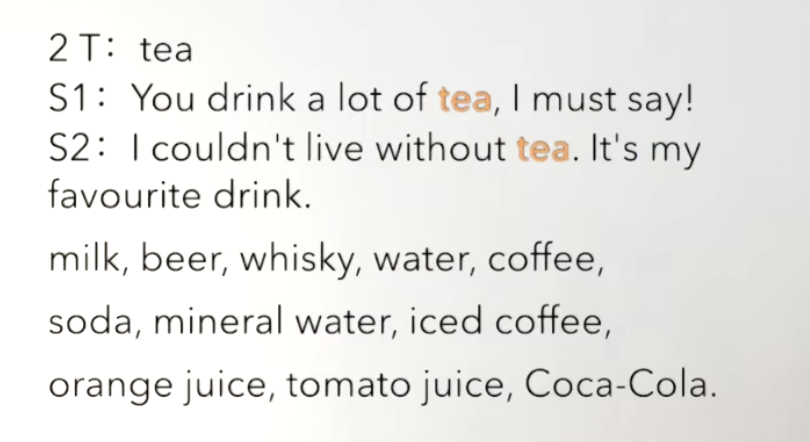 2 T： tea
S1： You drink a lot of tea, I must say!
S2： I couldn't live without tea. It's my
favourite drink.
milk, beer, whisky, water, coffee,
soda, mineral water, iced coffee,
orange juice, tomato juice, Coca-Cola.